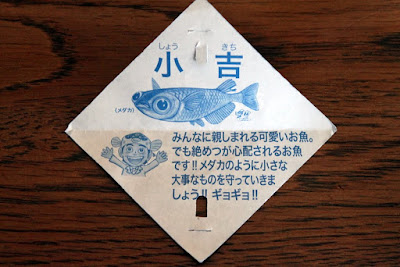 しょう きち
小 吉
(メダカ)
みんなに親しまれる可愛いお魚。
でも絶めつが心配されるお魚
です!!メダカのように小さな
大事なものを守っていきま
しょう!! ギョギョ!!